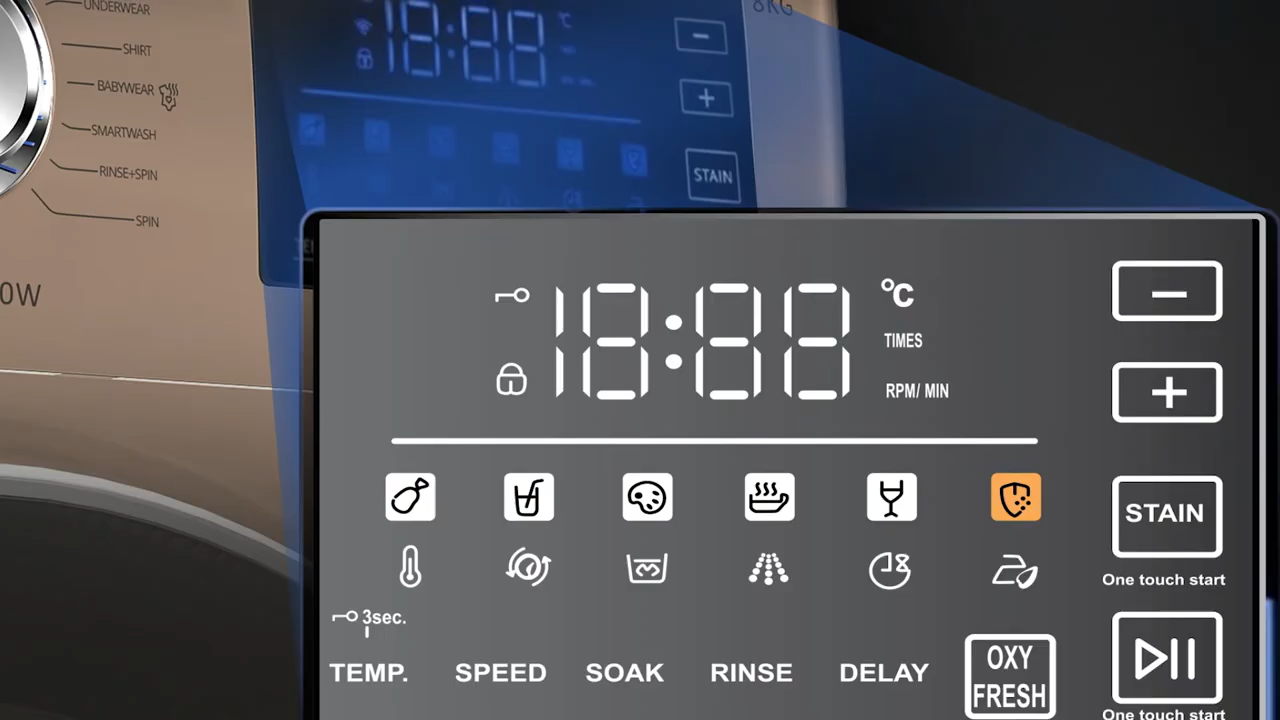 UNDERWEAR
SHIRT
BABYWEAR
SMARTWASH
RINSE+SPIN
SPIN
0W
8KG
18:88
°C
STAIN
18:88
°C
TIMES
RPM/ MIN
STAIN
One touch start
3sec.
TEMP.
SPEED
SOAK
RINSE
DELAY
OXY
FRESH
One touch start